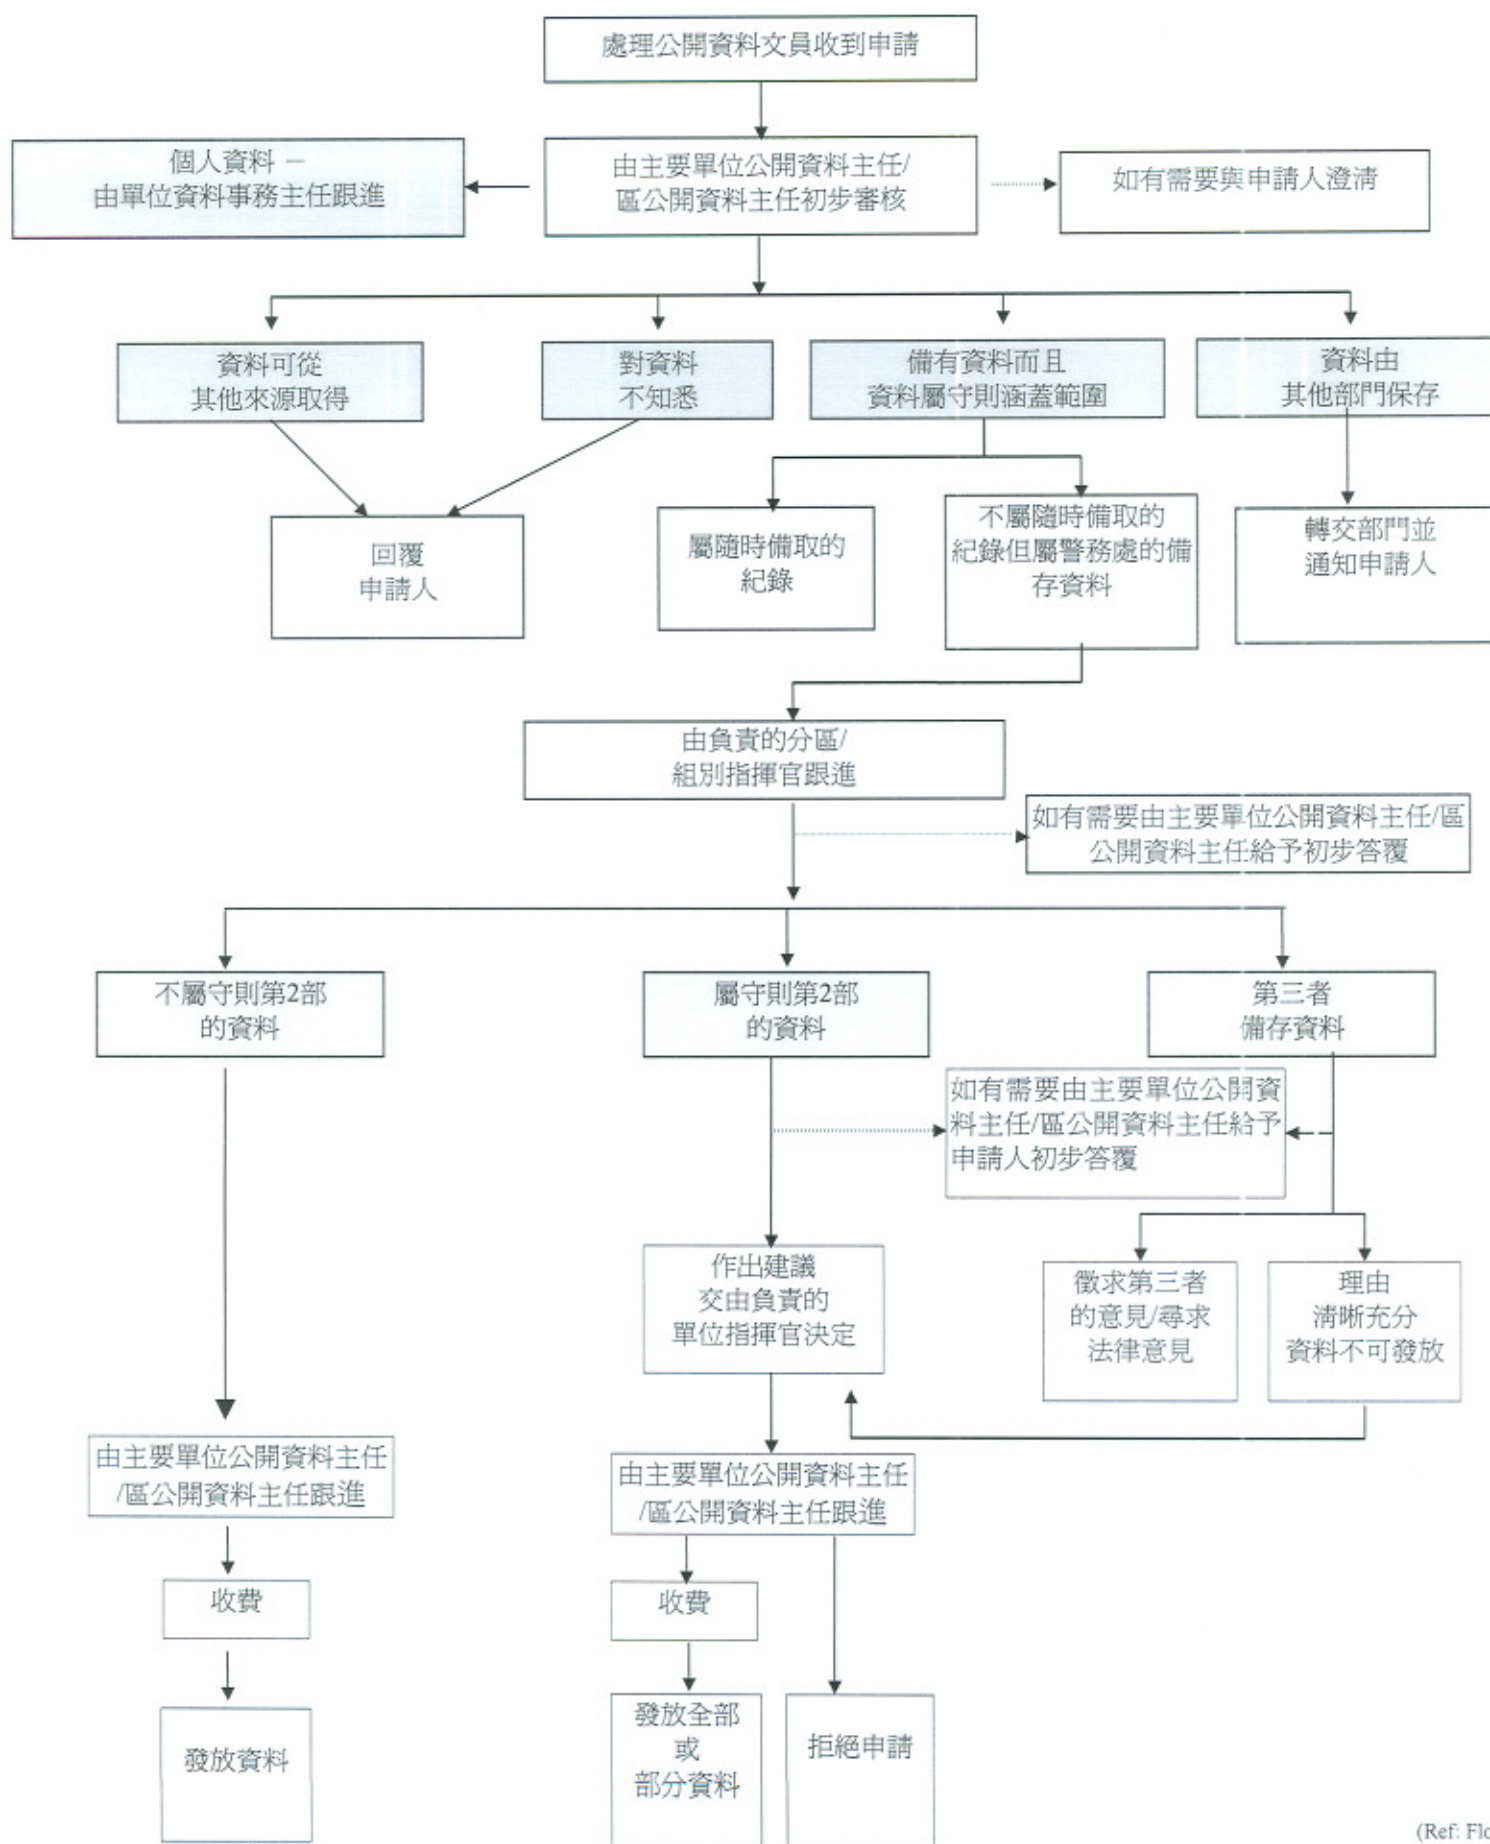 處理公開資料文員收到申請
個人資料 －
由單位資料事務主任跟進
由主要單位公開資料主任/
區公開資料主任初步審核
如有需要與申請人澄清
資料可從
其他來源取得
對資料
不知悉
備有資料而且
資料屬守則涵蓋範圍
資料由
其他部門保存
回覆
申請人
屬隨時備取的
紀錄
不屬隨時備取的
紀錄但屬警務處的備
存資料
轉交部門並
通知申請人
由負責的分區/
組別指揮官跟進
如有需要由主要單位公開資料主任/區
公開資料主任給予初步答覆
不屬守則第2部
的資料
屬守則第2部
的資料
第三者
備存資料
如有需要由主要單位公開資
料主任/區公開資料主任給予
申請人初步答覆
作出建議
交由負責的
單位指揮官決定
徵求第三者
的意見/尋求
法律意見
理由
清晰充分
資料不可發放
由主要單位公開資料主任
/區公開資料主任跟進
由主要單位公開資料主任
/區公開資料主任跟進
收費
收費
發放資料
發放全部
或
部分資料
拒絕申請
(Ref: Flo